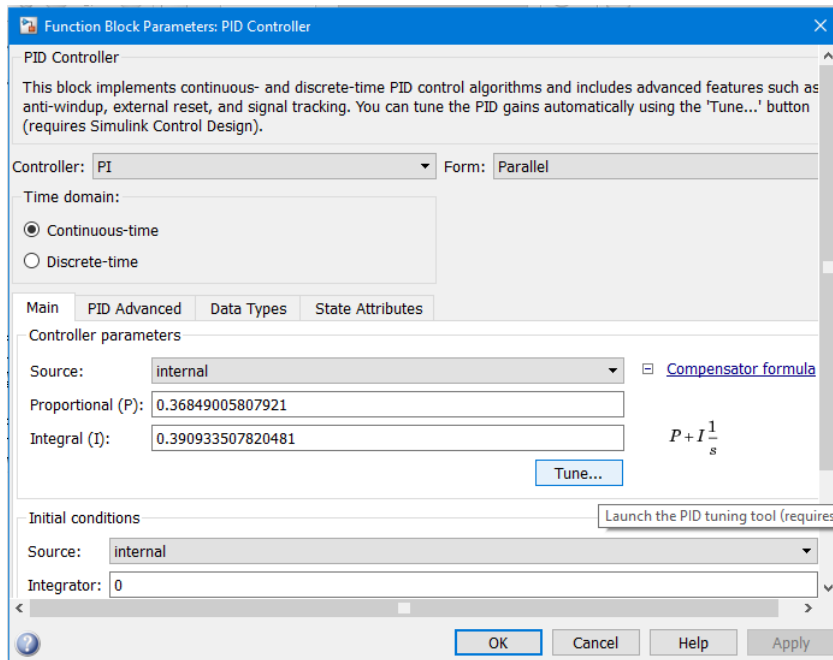 Function Block Parameters: PID Controller
PID Controller
This block implements continuous- and discrete-time PID control algorithms and includes advanced features such as
anti-windup, external reset, and signal tracking. You can tune the PID gains automatically using the 'Tune...' button
(requires Simulink Control Design).
Controller: PI Form: Parallel
Time domain:
Continuous-time
Discrete-time
Main PID Advanced Data Types State Attributes
Controller parameters
Source: internal Compensator formula
Proportional (P): 0.36849005807921
Integral (I): 0.390933507820481
P+I 1/s
Tune...
Launch the PID tuning tool (requires
Initial conditions
Source: internal
Integrator: 0
OK Cancel Help Apply